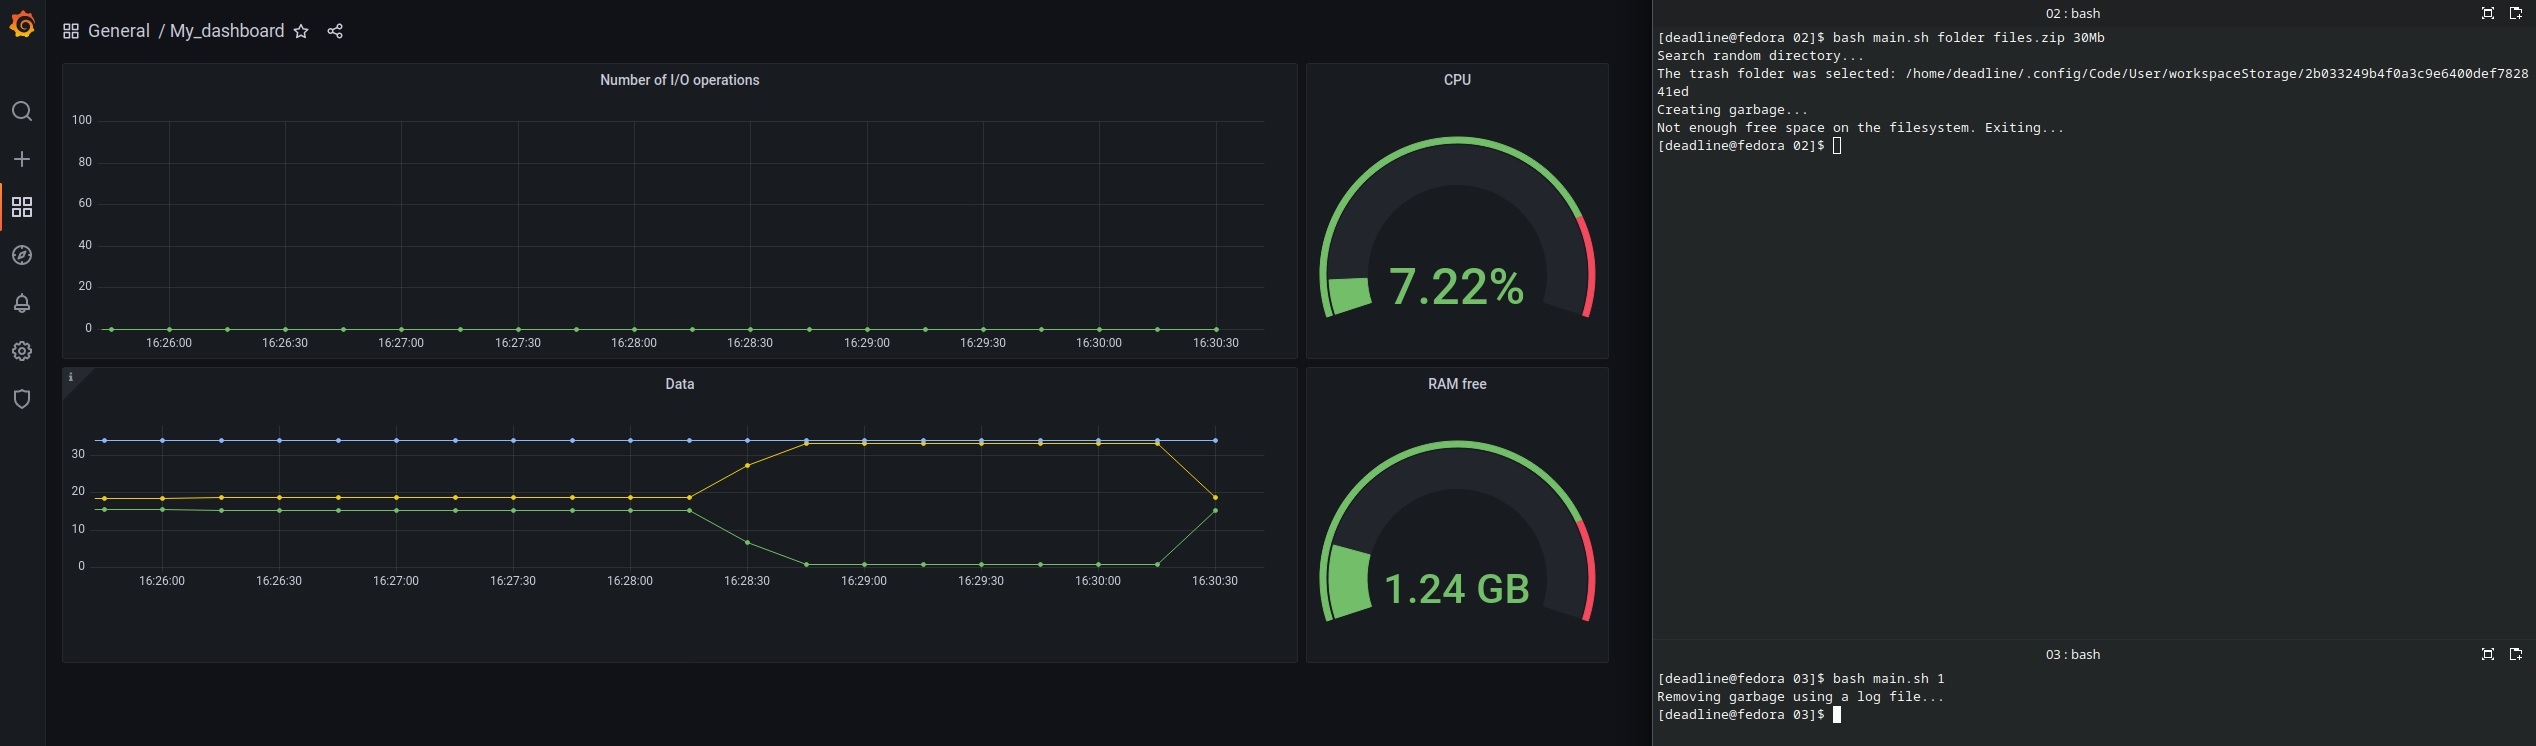 General / My_dashboard
Number of I/O operations
100
80
60
40
20
0
16:26:00 16:26:30 16:27:00 16:27:30 16:28:00 16:28:30 16:29:00 16:29:30 16:30:00 16:30:30
CPU
7.22%
i
Data
30
20
10
0
16:26:00 16:26:30 16:27:00 16:27:30 16:28:00 16:28:30 16:29:00 16:29:30 16:30:00 16:30:30
RAM free
1.24 GB
02 : bash
[deadline@fedora 02]$ bash main.sh folder files.zip 30Mb
Search random directory...
The trash folder was selected: /home/deadline/.config/Code/User/workspaceStorage/2b033249b4f0a3c9e6400def7828
41ed
Creating garbage...
Not enough free space on the filesystem. Exiting...
[deadline@fedora 02]$
03 : bash
[deadline@fedora 03]$ bash main.sh 1
Removing garbage using a log file...
[deadline@fedora 03]$